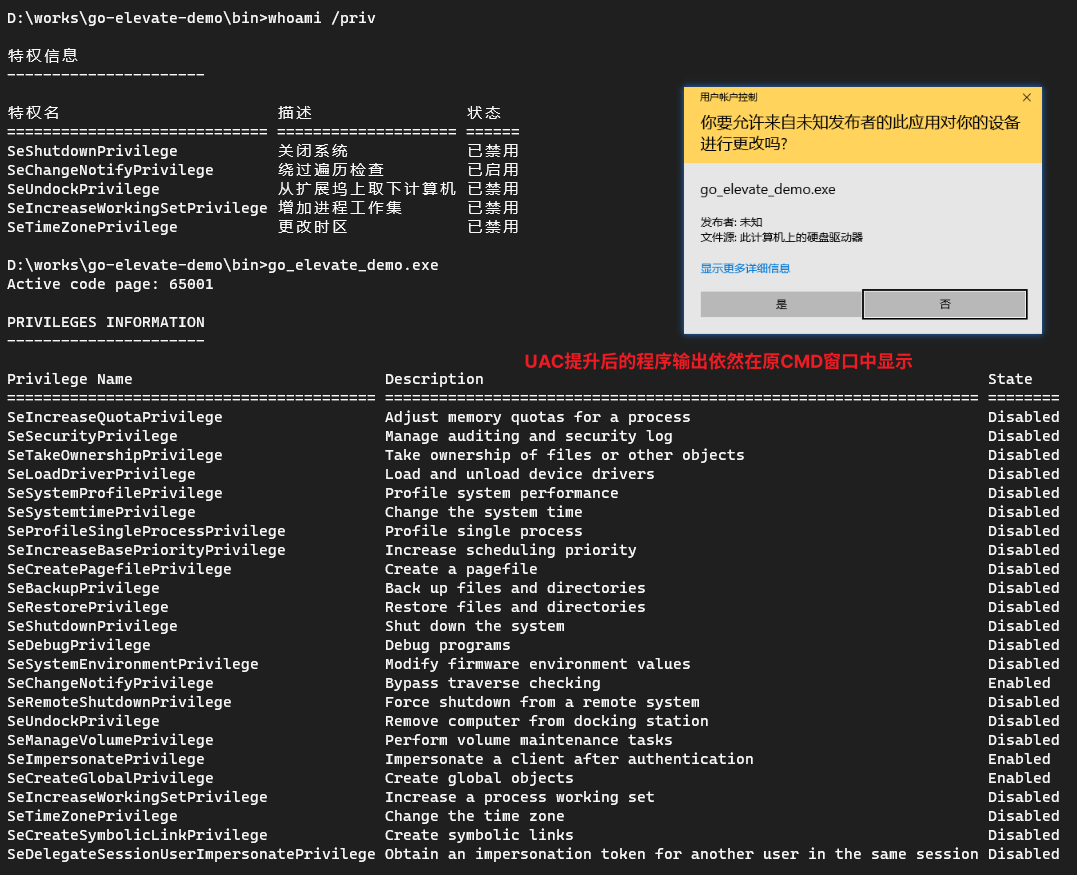 D:\works\go-elevate-demo\bin>whoami /priv
特权信息
----------------------
特权名 描述 状态
============================= ==================== ======
SeShutdownPrivilege 关闭系统 已禁用
SeChangeNotifyPrivilege 绕过遍历检查 已启用
SeUndockPrivilege 从扩展坞上取下计算机 已禁用
SeIncreaseWorkingSetPrivilege 增加进程工作集 已禁用
SeTimeZonePrivilege 更改时区 已禁用
用户帐户控制
你要允许来自未知发布者的此应用对你的设备
进行更改吗?
go_elevate_demo.exe
发布者: 未知
文件源: 此计算机上的硬盘驱动器
显示更多详细信息
是 否
D:\works\go-elevate-demo\bin>go_elevate_demo.exe
Active code page: 65001
PRIVILEGES INFORMATION
----------------------
UAC提升后的程序输出依然在原CMD窗口中显示
Privilege Name Description State
========================================= ================================================================== ========
SeIncreaseQuotaPrivilege Adjust memory quotas for a process Disabled
SeSecurityPrivilege Manage auditing and security log Disabled
SeTakeOwnershipPrivilege Take ownership of files or other objects Disabled
SeLoadDriverPrivilege Load and unload device drivers Disabled
SeSystemProfilePrivilege Profile system performance Disabled
SeSystemtimePrivilege Change the system time Disabled
SeProfileSingleProcessPrivilege Profile single process Disabled
SeIncreaseBasePriorityPrivilege Increase scheduling priority Disabled
SeCreatePagefilePrivilege Create a pagefile Disabled
SeBackupPrivilege Back up files and directories Disabled
SeRestorePrivilege Restore files and directories Disabled
SeShutdownPrivilege Shut down the system Disabled
SeDebugPrivilege Debug programs Disabled
SeSystemEnvironmentPrivilege Modify firmware environment values Disabled
SeChangeNotifyPrivilege Bypass traverse checking Enabled
SeRemoteShutdownPrivilege Force shutdown from a remote system Disabled
SeUndockPrivilege Remove computer from docking station Disabled
SeManageVolumePrivilege Perform volume maintenance tasks Disabled
SeImpersonatePrivilege Impersonate a client after authentication Enabled
SeCreateGlobalPrivilege Create global objects Enabled
SeIncreaseWorkingSetPrivilege Increase a process working set Disabled
SeTimeZonePrivilege Change the time zone Disabled
SeCreateSymbolicLinkPrivilege Create symbolic links Disabled
SeDelegateSessionUserImpersonatePrivilege Obtain an impersonation token for another user in the same session Disabled